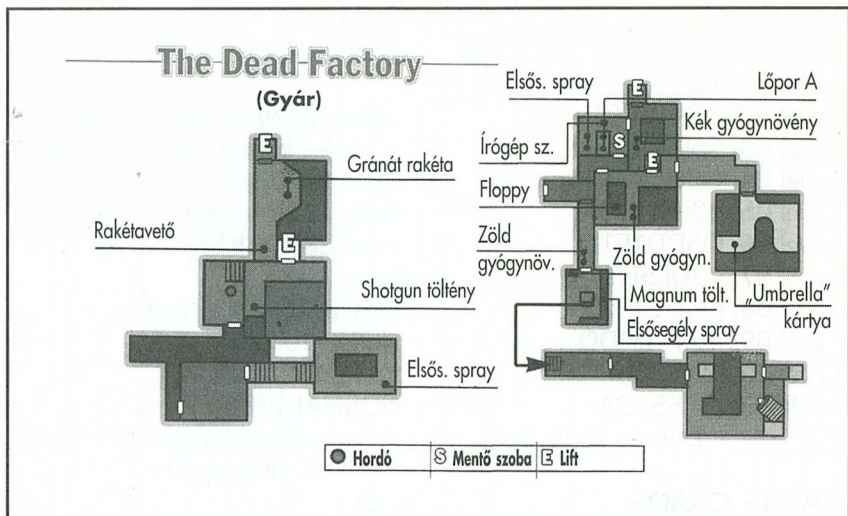 The Dead Factory
(Gyár)
E
Gránát rakéta
Rakétavető
E
Shotgun töltény
Elsős. spray
Elsős. spray
Lőpor A
E
Kék gyógynövény
Írógép sz.
S
E
Floppy
Zöld
gyógynöv.
Zöld gyógyn.
Magnum tölt.
„Umbrella”
kártya
Elsősegély spray
Hordó
S Mentő szoba
E Lift